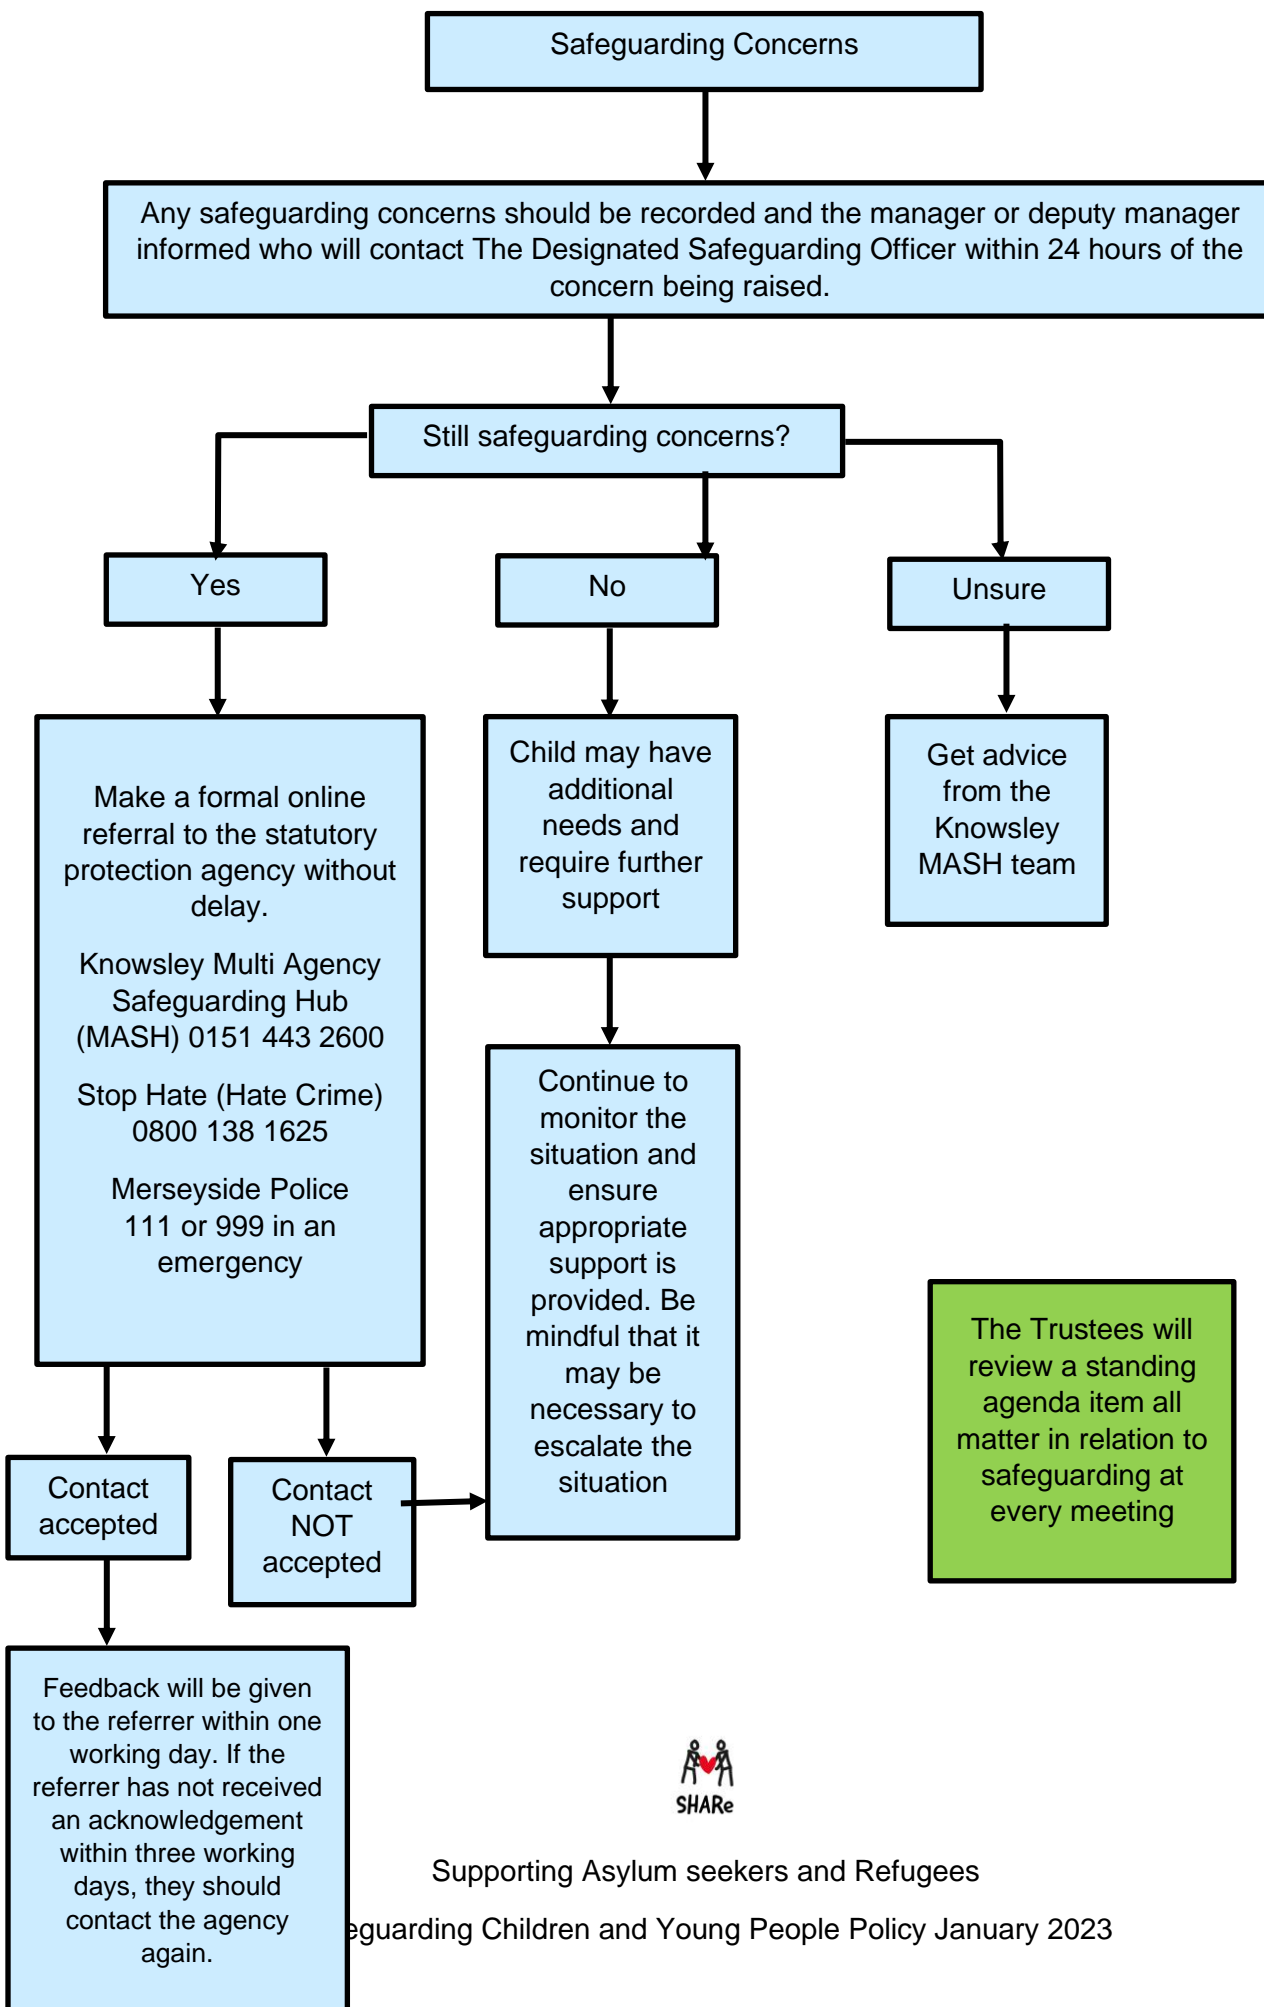 Safeguarding Concerns
Any safeguarding concerns should be recorded and the manager or deputy manager
informed who will contact The Designated Safeguarding Officer within 24 hours of the
concern being raised.
Still safeguarding concerns?
Yes
No
Unsure
Make a formal online
referral to the statutory
protection agency without
delay.
Knowsley Multi Agency
Safeguarding Hub
(MASH) 0151 443 2600
Stop Hate (Hate Crime)
0800 138 1625
Merseyside Police
111 or 999 in an
emergency
Child may have
additional
needs and
require further
support
Get advice
from the
Knowsley
MASH team
Continue to
monitor the
situation and
ensure
appropriate
support is
provided. Be
mindful that it
may be
necessary to
escalate the
situation
The Trustees will
review a standing
agenda item all
matter in relation to
safeguarding at
every meeting
Contact
accepted
Contact
NOT
accepted
Feedback will be given
to the referrer within one
working day. If the
referrer has not received
an acknowledgement
within three working
days, they should
contact the agency
again.
SHARe
Supporting Asylum seekers and Refugees
eguarding Children and Young People Policy January 2023